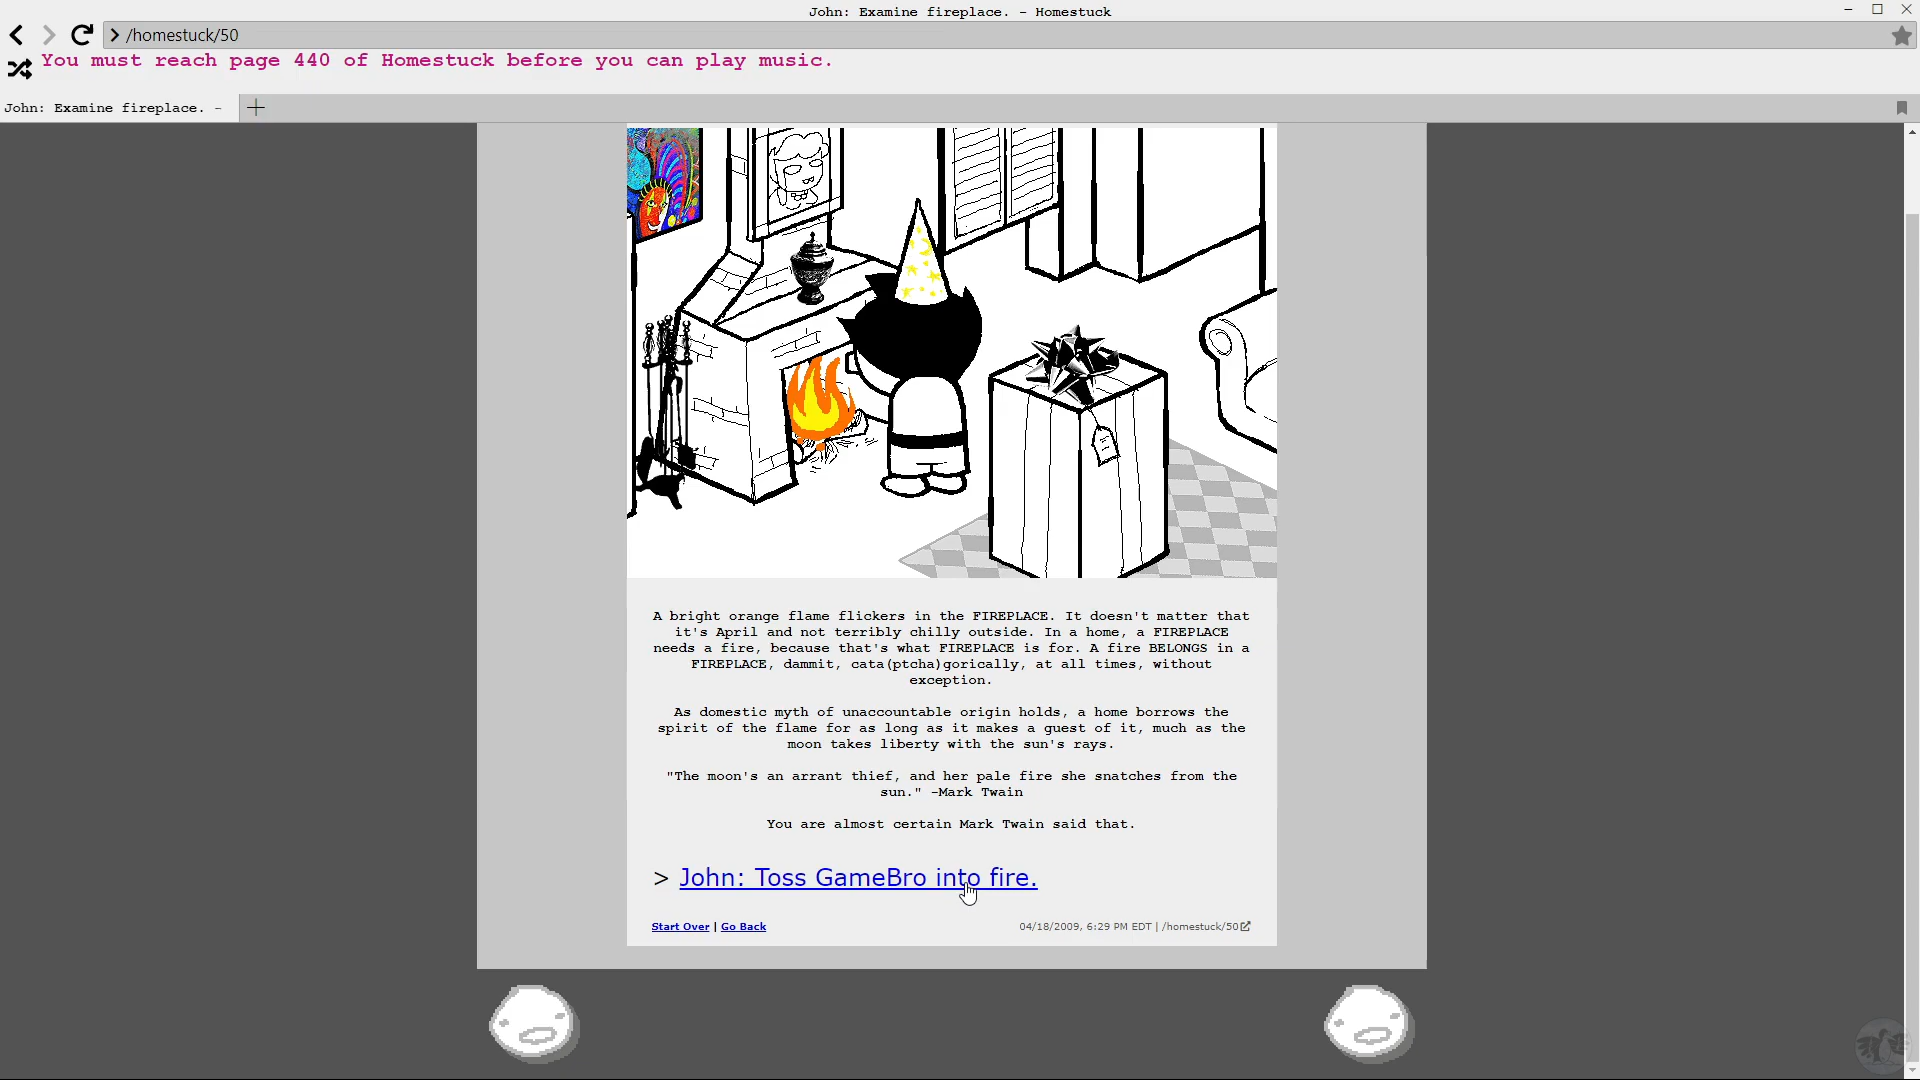 John: Examine fireplace. - Homestuck
/homestuck/50
You must reach page 440 of Homestuck before you can play music.
John: Examine fireplace. -
A bright orange flame flickers in the FIREPLACE. It doesn't matter that
it's April and not terribly chilly outside. In a home, a FIREPLACE
needs a fire, because that's what FIREPLACE is for. A fire BELONGS in a
FIREPLACE, dammit, cata(ptcha)gorically, at all times, without
exception.
As domestic myth of unaccountable origin holds, a home borrows the
spirit of the flame for as long as it makes a guest of it, much as the
moon takes liberty with the sun's rays.
"The moon's an arrant thief, and her pale fire she snatches from the
sun." -Mark Twain
You are almost certain Mark Twain said that.
> John: Toss GameBro into fire.
Start Over | Go Back
04/18/2009, 6:29 PM EDT | /homestuck/50